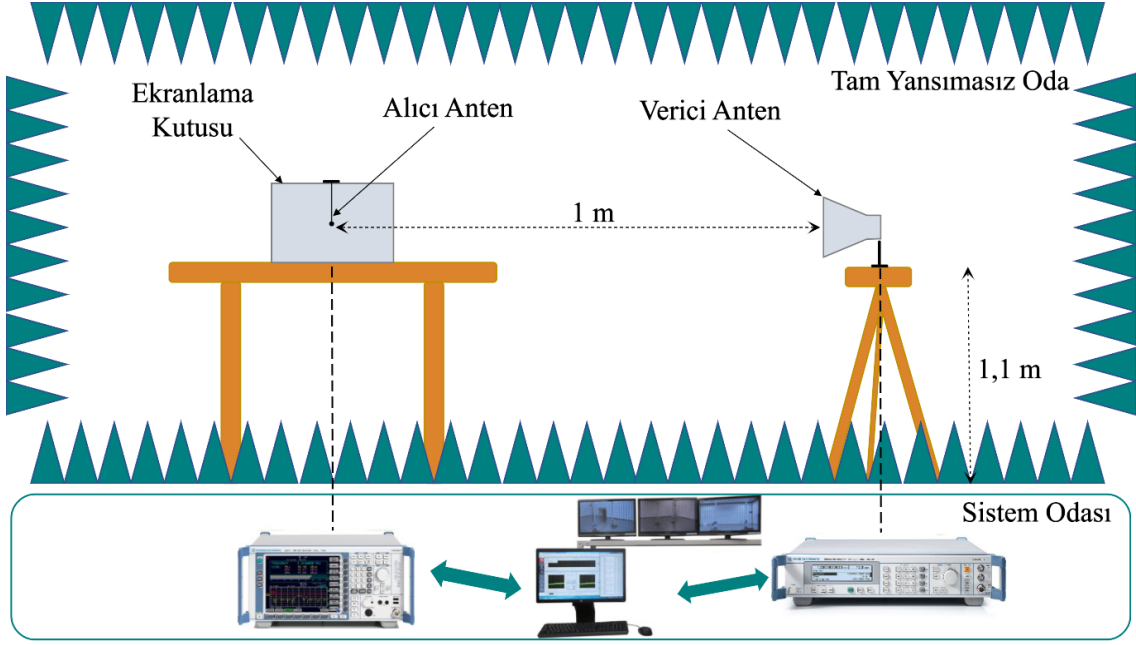 Tam Yansımasız Oda
Ekranlama
Kutusu
Alıcı Anten
Verici Anten
1 m
1,1 m
Sistem Odası